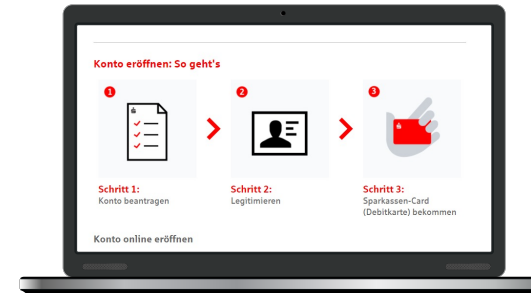 Konto eröffnen: So geht's
1
2
3
Schritt 1:
Konto beantragen
Schritt 2:
Legitimieren
Schritt 3:
Sparkassen-Card
(Debitkarte) bekommen
Konto online eröffnen